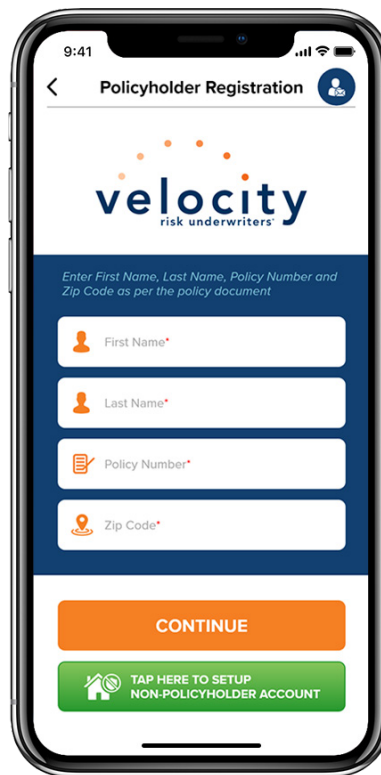 9:41
Policyholder Registration
velocity
risk underwriters
Enter First Name, Last Name, Policy Number and
Zip Code as per the policy document
First Name*
Last Name*
Policy Number*
Zip Code*
CONTINUE
TAP HERE TO SETUP
NON-POLICYHOLDER ACCOUNT